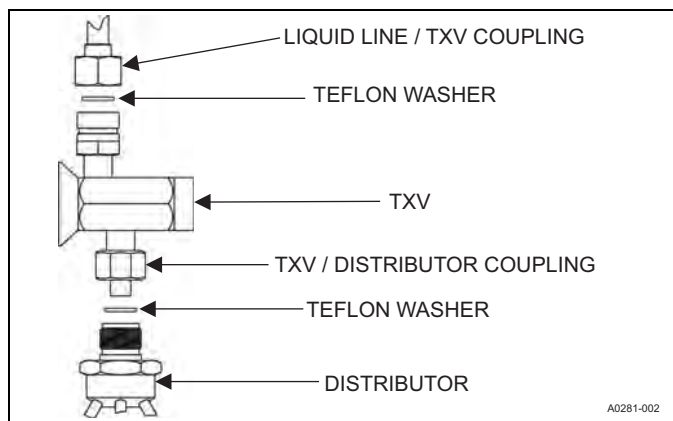 LIQUID LINE / TXV COUPLING
TEFLON WASHER
TXV
TXV / DISTRIBUTOR COUPLING
TEFLON WASHER
DISTRIBUTOR
A0281-002